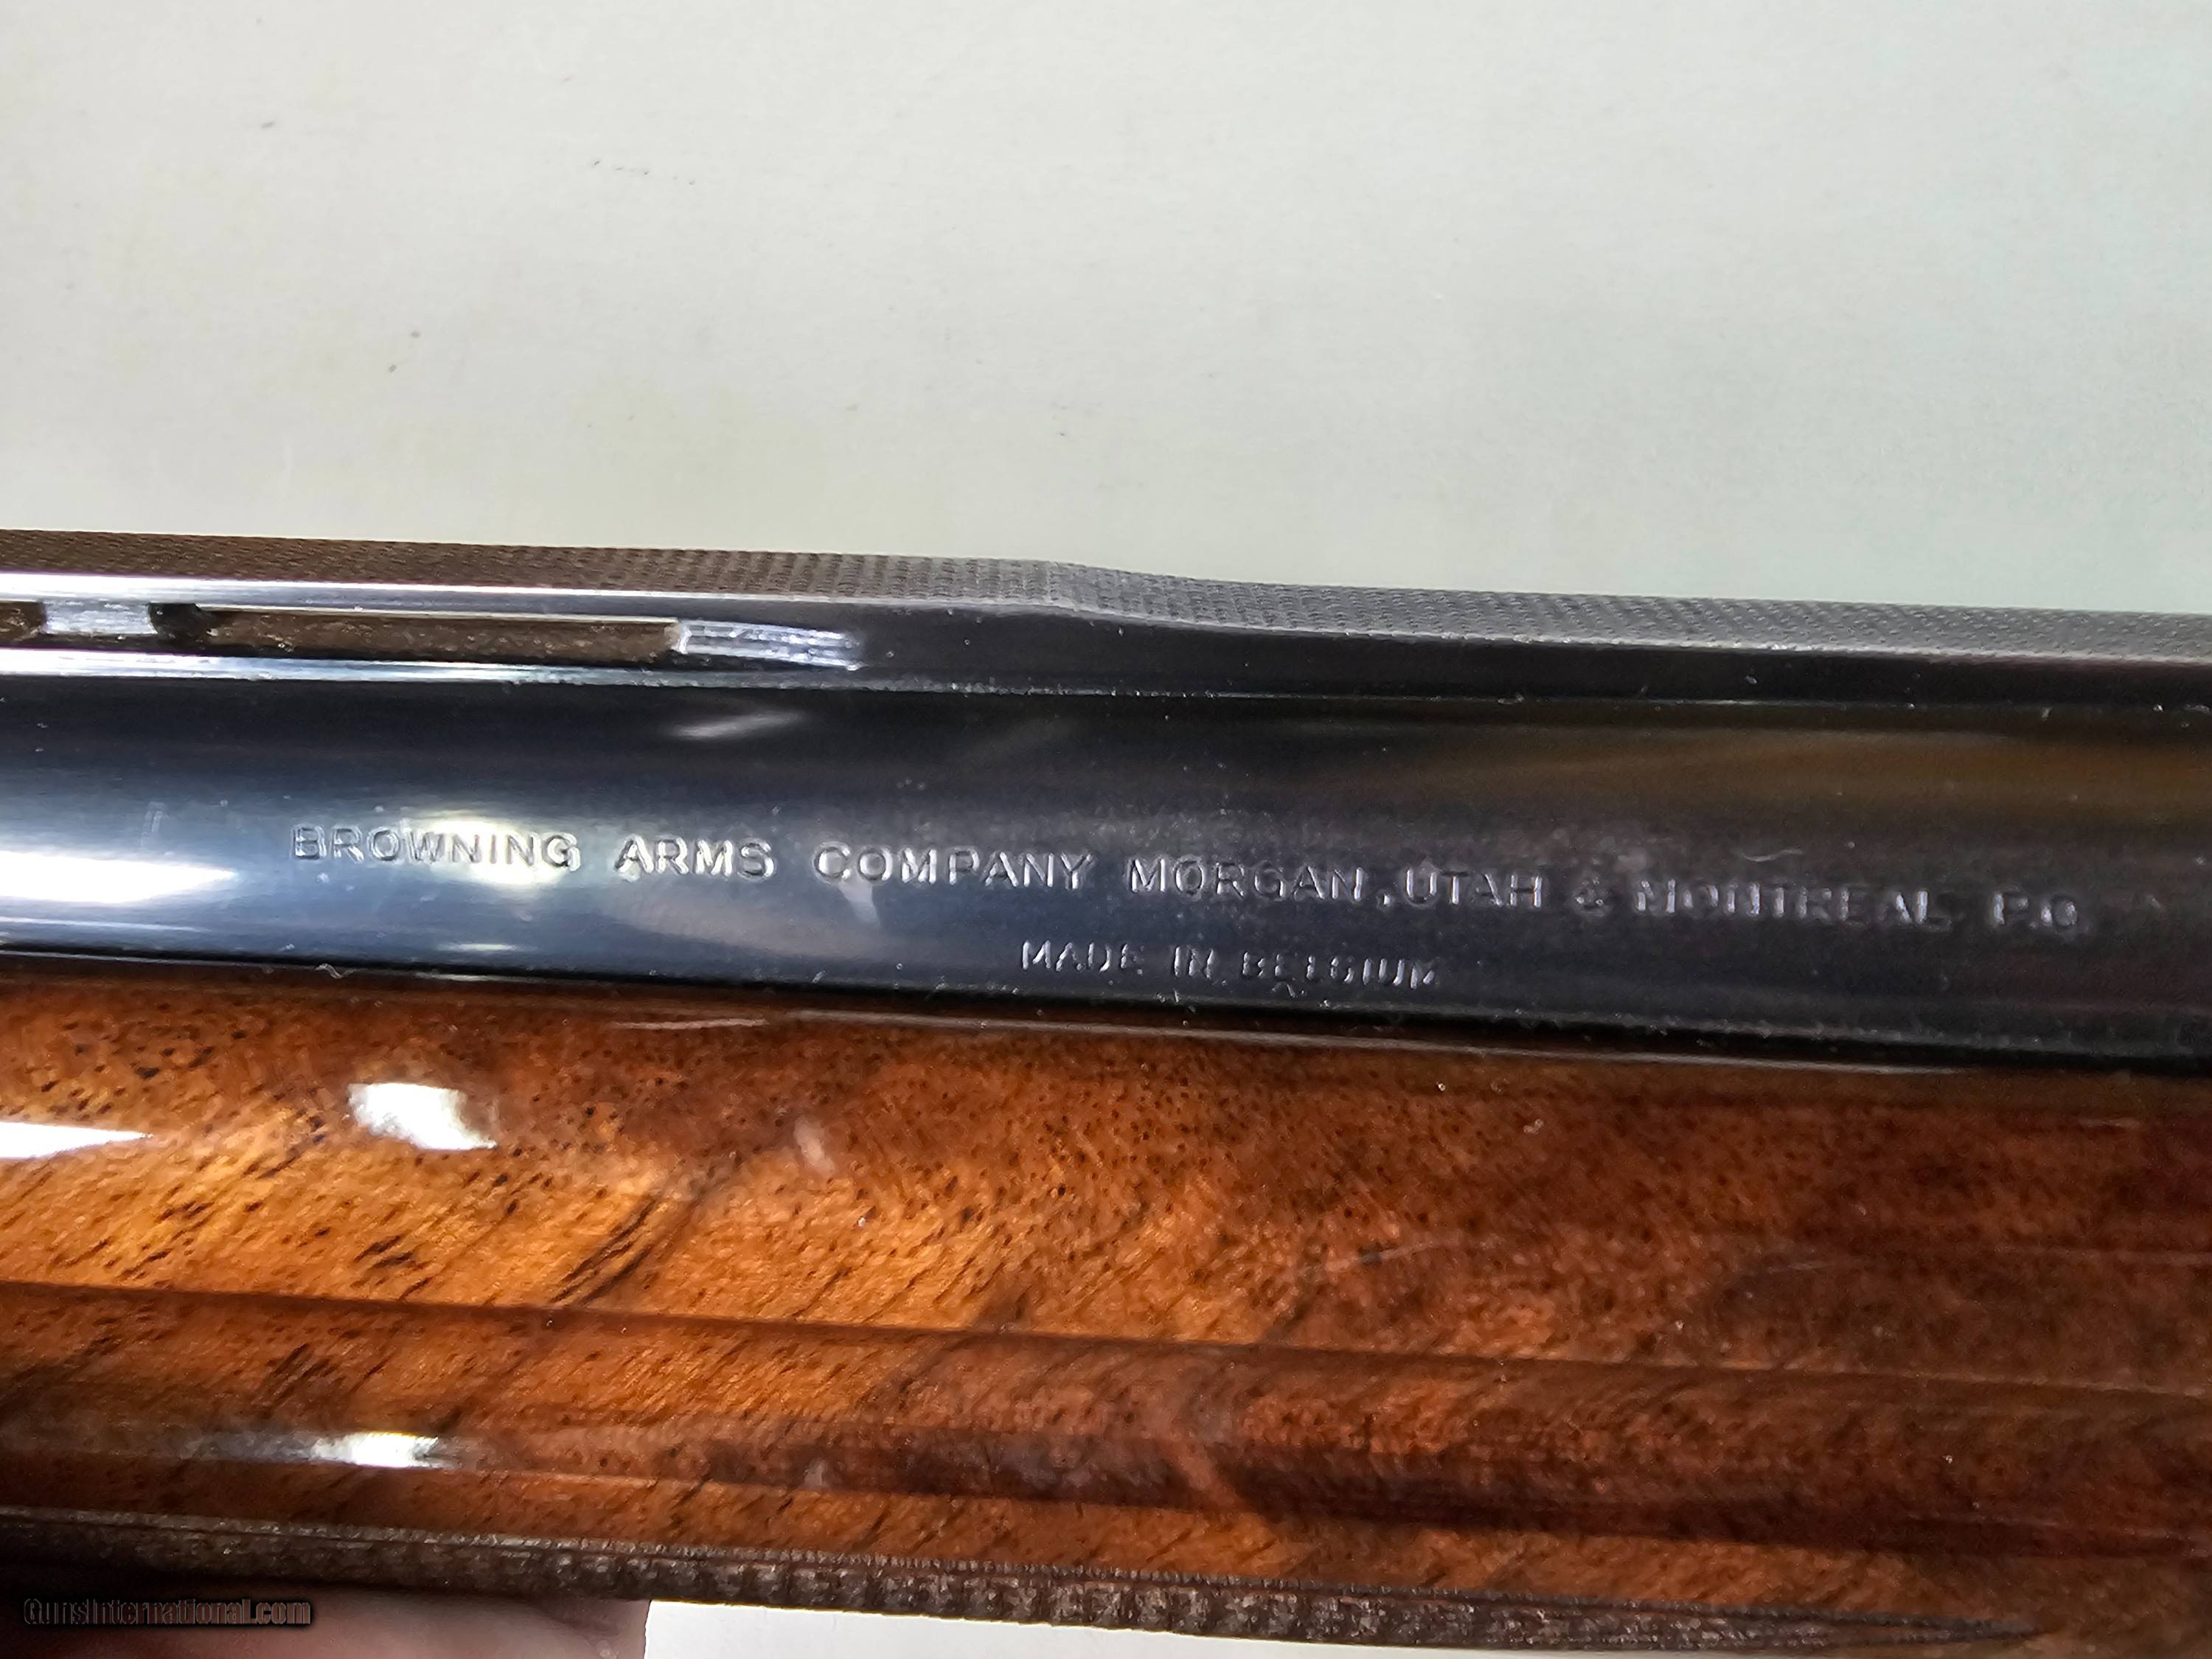 BROWNING ARMS COMPANY MORGAN, UTAH & MONTREAL P.Q.
MADE IN BELGIUM
GunsInternational.com